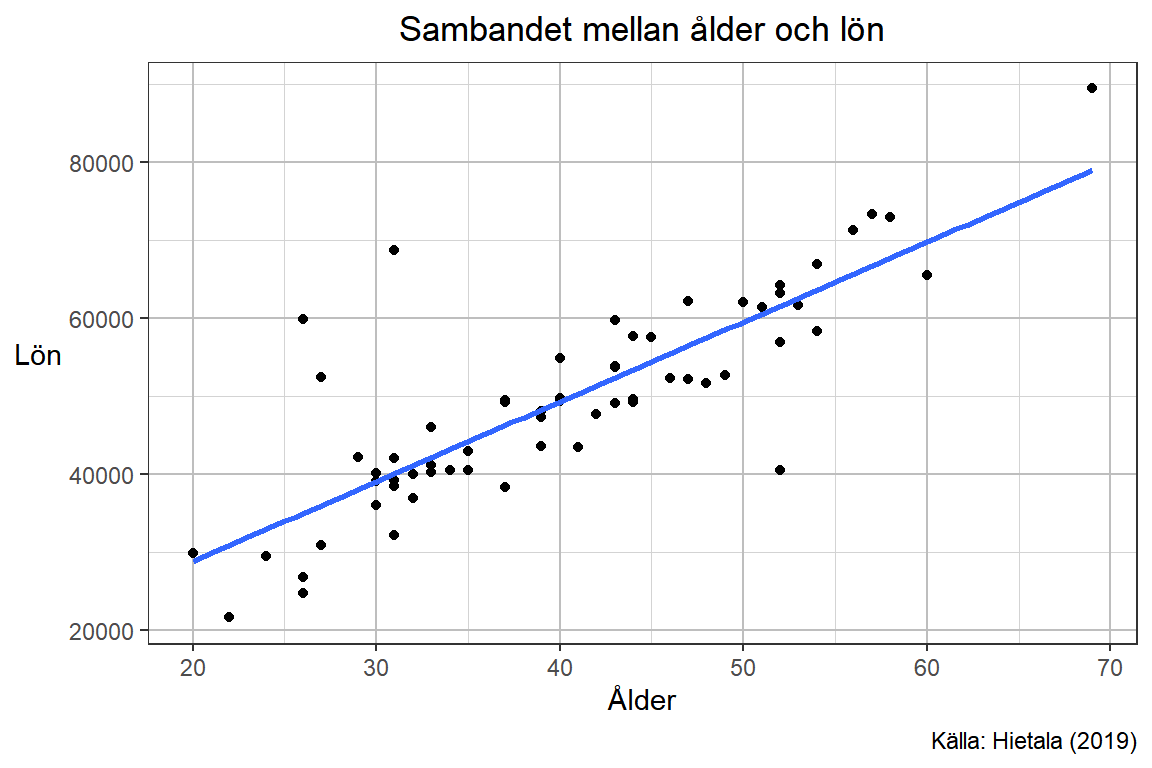 Sambandet mellan ålder och lön
80000
60000
Lön
40000
20000
20 30 40 50 60 70
Ålder
Källa: Hietala (2019)